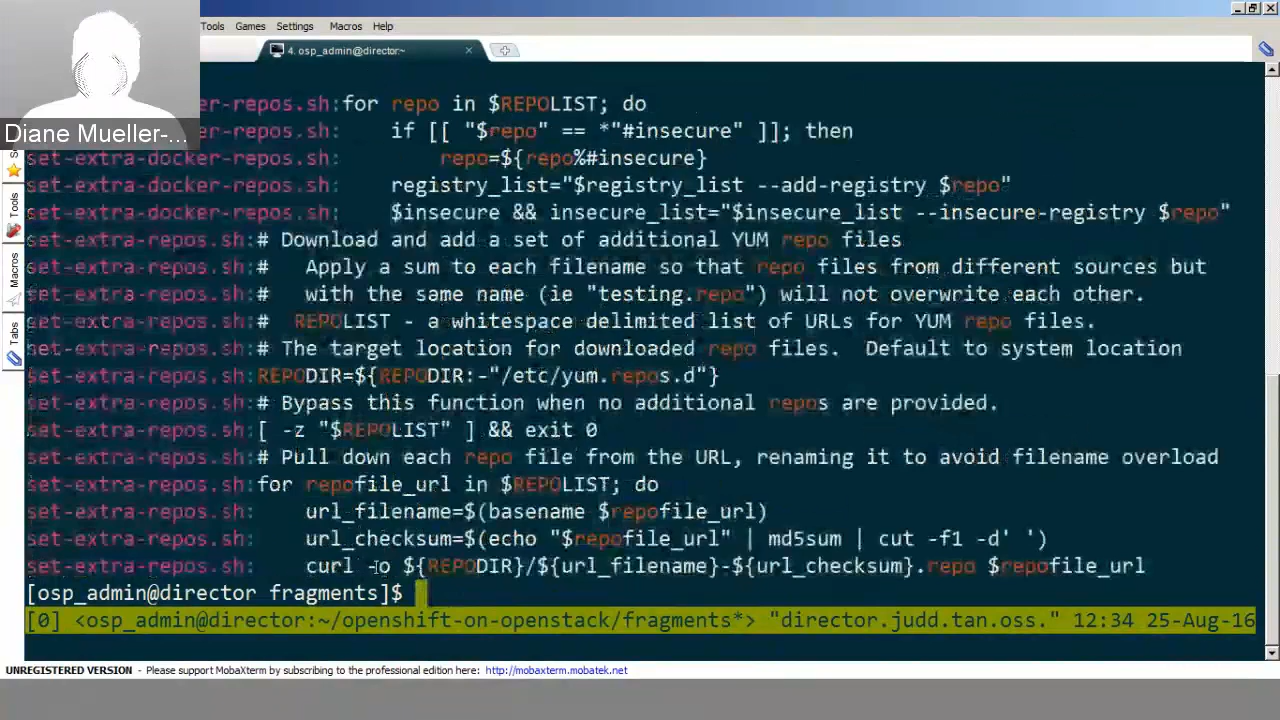 Tools Games Settings Macros Help
4. osp_admin@director:~
Diane Mueller-...
Tools
Macros
Tabs
er-repos.sh:for repo in $REPOLIST; do
er-repos.sh:    if [[ "$repo" == *"#insecure" ]]; then
set-extra-docker-repos.sh:        repo=${repo%#insecure}
set-extra-docker-repos.sh:    registry_list="$registry_list --add-registry $repo"
set-extra-docker-repos.sh:    $insecure && insecure_list="$insecure_list --insecure-registry $repo"
set-extra-repos.sh:# Download and add a set of additional YUM repo files
set-extra-repos.sh:#   Apply a sum to each filename so that repo files from different sources but
set-extra-repos.sh:#   with the same name (ie "testing.repo") will not overwrite each other.
set-extra-repos.sh:#  REPOLIST - a whitespace delimited list of URLs for YUM repo files.
set-extra-repos.sh:# The target location for downloaded repo files.  Default to system location
set-extra-repos.sh:REPODIR=${REPODIR:-"/etc/yum.repos.d"}
set-extra-repos.sh:# Bypass this function when no additional repos are provided.
set-extra-repos.sh:[ -z "$REPOLIST" ] && exit 0
set-extra-repos.sh:# Pull down each repo file from the URL, renaming it to avoid filename overload
set-extra-repos.sh:for repofile_url in $REPOLIST; do
set-extra-repos.sh:    url_filename=$(basename $repofile_url)
set-extra-repos.sh:    url_checksum=$(echo "$repofile_url" | md5sum | cut -f1 -d' ')
set-extra-repos.sh:    curl -o ${REPODIR}/${url_filename}-${url_checksum}.repo $repofile_url
[osp_admin@director fragments]$
[0] <osp_admin@director:~/openshift-on-openstack/fragments*> "director.judd.tan.oss." 12:34 25-Aug-16
UNREGISTERED VERSION - Please support MobaXterm by subscribing to the professional edition here: http://mobaxterm.mobatek.net